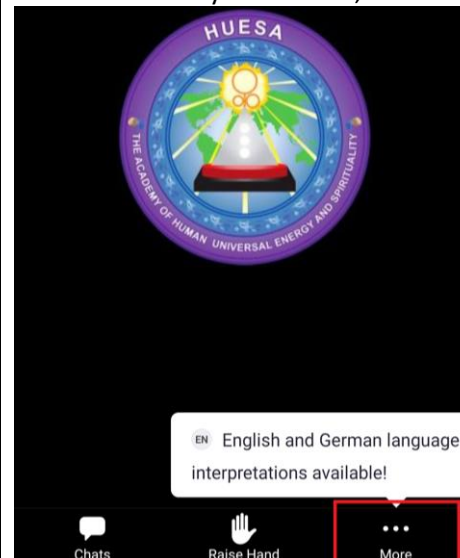 HUESA
THE ACADEMY OF HUMAN UNIVERSAL ENERGY AND SPIRITUALITY
EN English and German language
interpretations available!
Chats Raise Hand More